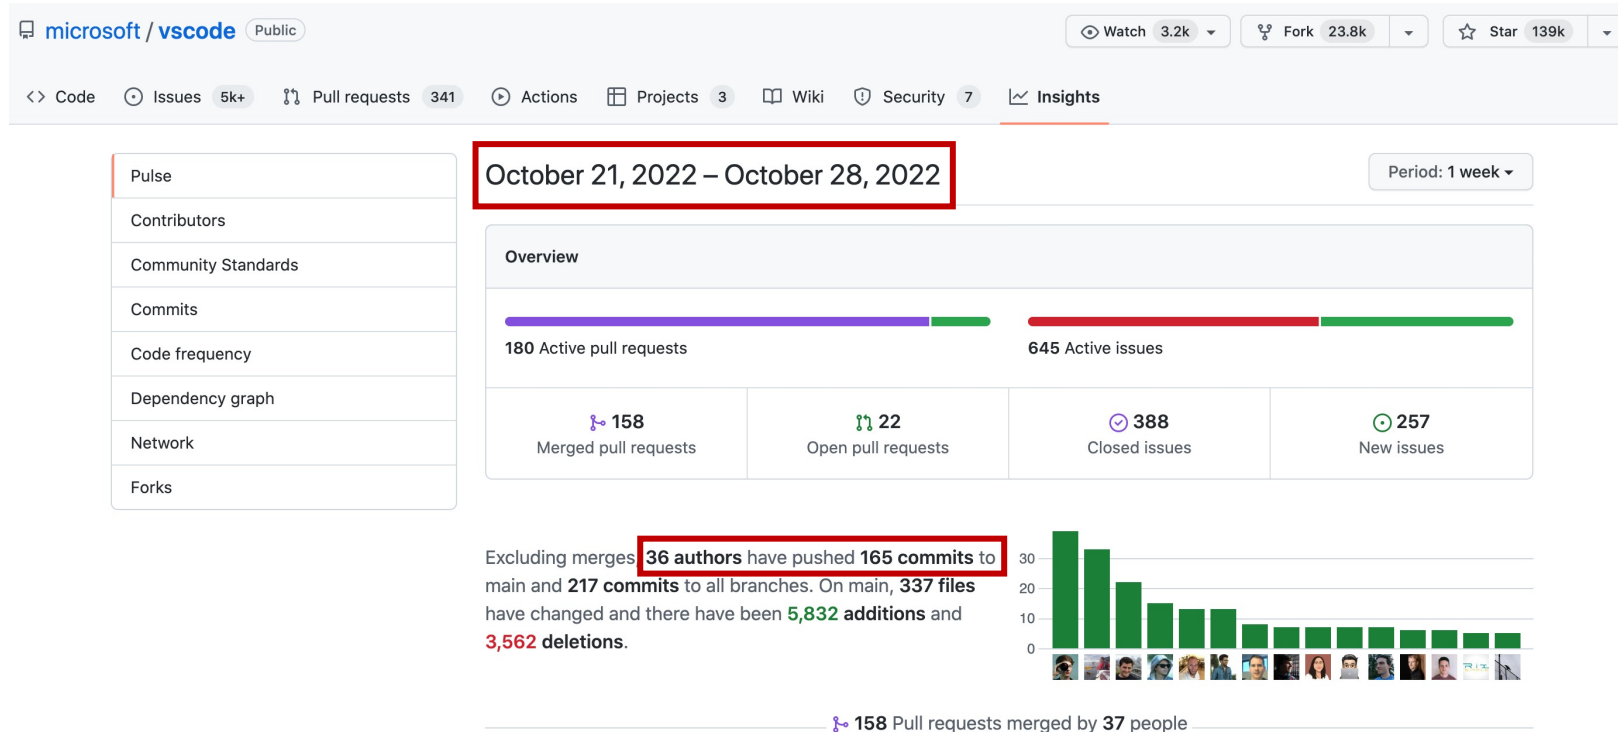 microsoft / vscode Public
Watch 3.2k
Fork 23.8k
Star 139k
<> Code
Issues 5k+
Pull requests 341
Actions
Projects 3
Wiki
Security 7
Insights
Pulse
Contributors
Community Standards
Commits
Code frequency
Dependency graph
Network
Forks
October 21, 2022 – October 28, 2022
Period: 1 week
Overview
180 Active pull requests
645 Active issues
158
Merged pull requests
22
Open pull requests
388
Closed issues
257
New issues
Excluding merges, 36 authors have pushed 165 commits to
main and 217 commits to all branches. On main, 337 files
have changed and there have been 5,832 additions and
3,562 deletions.
30
20
10
0
158 Pull requests merged by 37 people